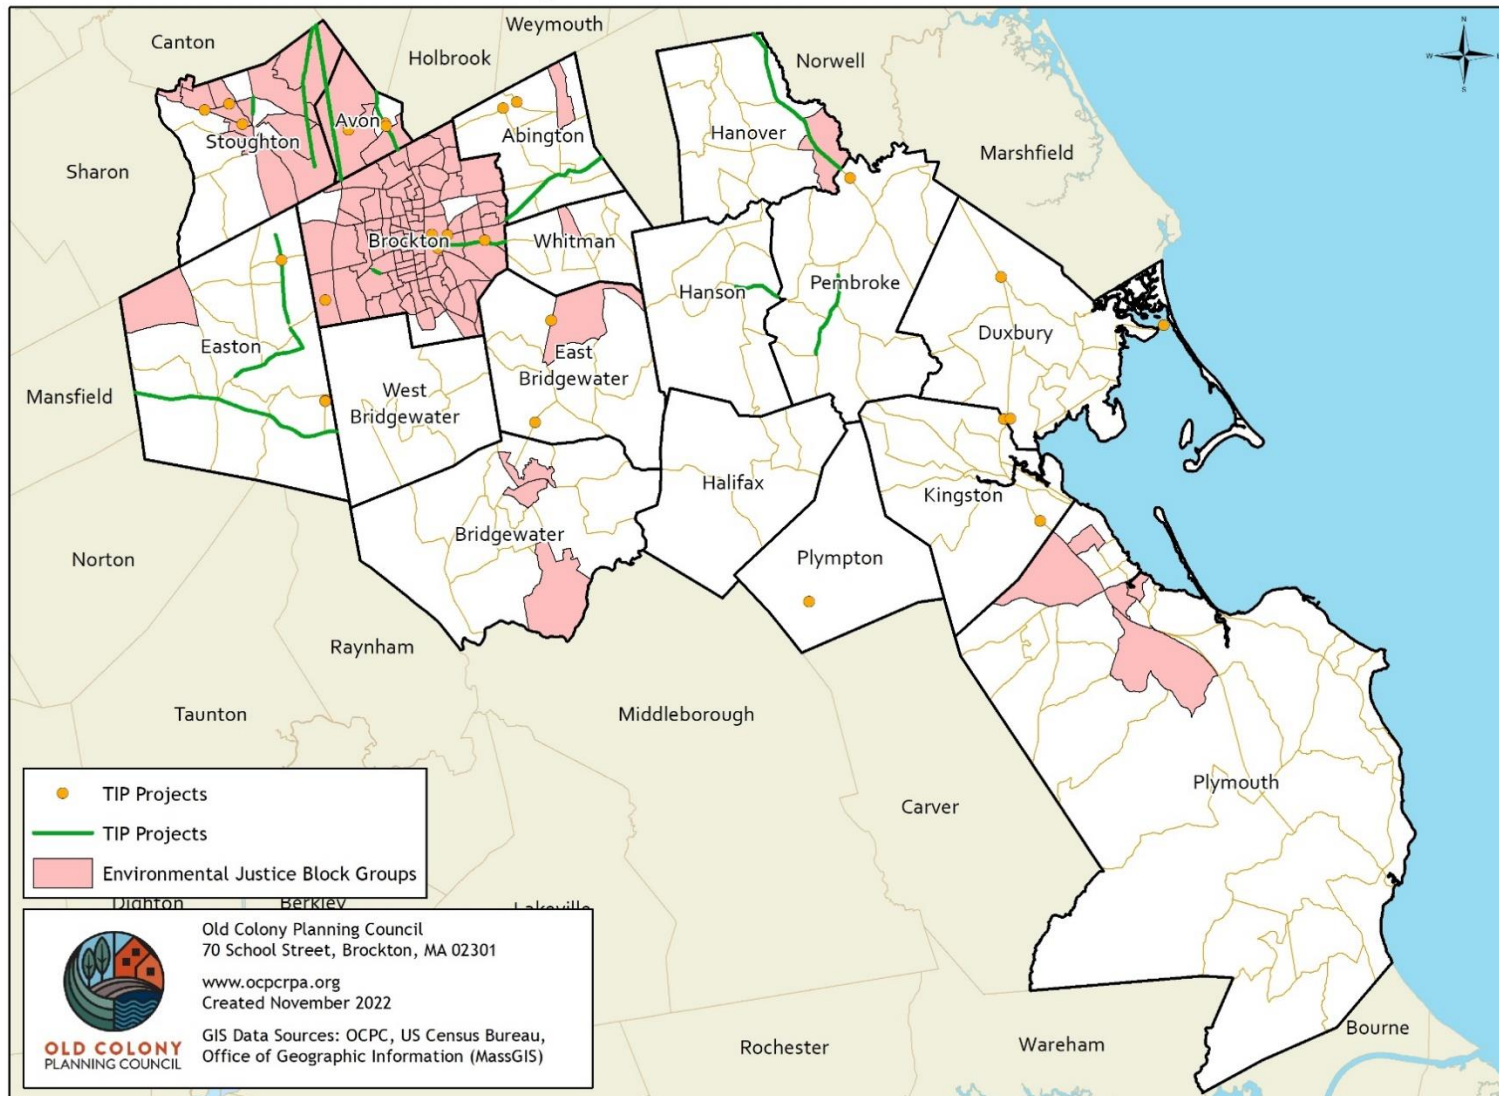 Weymouth
Canton
Holbrook
Norwell
N
W
E
S
Avon
Stoughton
Abington
Hanover
Marshfield
Sharon
Brockton
Whitman
Hanson
Pembroke
Duxbury
Easton
East
Bridgewater
West
Bridgewater
Mansfield
Halifax
Kingston
Bridgewater
Plympton
Norton
Raynham
Taunton
Middleborough
Plymouth
Carver
TIP Projects
TIP Projects
Environmental Justice Block Groups
Dighton
Berkley
Lakeville
Old Colony Planning Council
70 School Street, Brockton, MA 02301
www.ocpcrpa.org
Created November 2022
GIS Data Sources: OCPC, US Census Bureau,
Office of Geographic Information (MassGIS)
OLD COLONY
PLANNING COUNCIL
Rochester
Wareham
Bourne